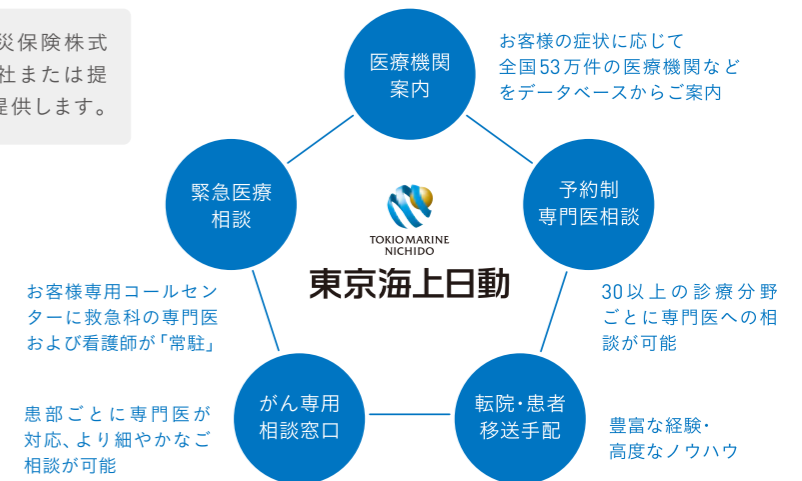 災保険株式
社または提
提供します。
医療機関
案内
お客様の症状に応じて
全国53万件の医療機関など
をデータベースからご案内
緊急医療
相談
予約制
専門医相談
TOKIO MARINE
NICHIDO
東京海上日動
お客様専用コールセン
ターに救急科の専門医
および看護師が「常駐」
30以上の診療分野
ごとに専門医への相
談が可能
がん専用
相談窓口
転院・患者
移送手配
患部ごとに専門医が
対応、より細やかなご
相談が可能
豊富な経験・
高度なノウハウ